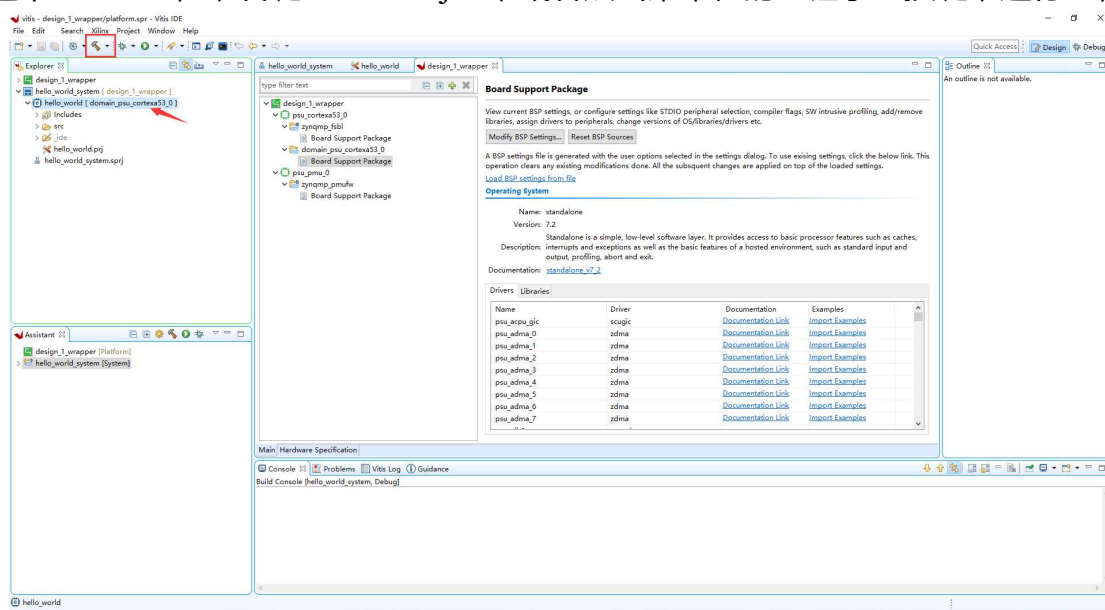 vitis - design_1_wrapper/platform.spr - Vitis IDE
File Edit Search Xilinx Project Window Help
Quick Access
Design
Debug
Explorer
design_1_wrapper
hello_world_system [ design_1_wrapper ]
hello_world [ domain_psu_cortexa53_0 ]
Includes
src
_ide
hello_world.prj
hello_world_system.sprj
Assistant
design_1_wrapper [Platform]
hello_world_system [System]
hello_world_system
hello_world
design_1_wrapper
type filter text
design_1_wrapper
psu_cortexa53_0
zynqmp_fsbl
Board Support Package
domain_psu_cortexa53_0
Board Support Package
psu_pmu_0
zynqmp_pmufw
Board Support Package
Board Support Package
View current BSP settings, or configure settings like STDIO peripheral selection, compiler flags, SW intrusive profiling, add/remove
libraries, assign drivers to peripherals, change versions of OS/libraries/drivers etc.
Modify BSP Settings... Reset BSP Sources
A BSP settings file is generated with the user options selected in the settings dialog. To use exising settings, click the below link. This
operation clears any existing modifications done. All the subsequent changes are applied on top of the loaded settings.
Load BSP settings from file
Operating System
Name: standalone
Version: 7.2
Standalone is a simple, low-level software layer. It provides access to basic processor features such as caches,
Description: interrupts and exceptions as well as the basic features of a hosted environment, such as standard input and
output, profiling, abort and exit.
Documentation: standalone_v7_2
Drivers Libraries
Name Driver Documentation Examples
psu_acpu_gic scugic Documentation Link Import Examples
psu_adma_0 zdma Documentation Link Import Examples
psu_adma_1 zdma Documentation Link Import Examples
psu_adma_2 zdma Documentation Link Import Examples
psu_adma_3 zdma Documentation Link Import Examples
psu_adma_4 zdma Documentation Link Import Examples
psu_adma_5 zdma Documentation Link Import Examples
psu_adma_6 zdma Documentation Link Import Examples
psu_adma_7 zdma Documentation Link Import Examples
Main Hardware Specification
Outline
An outline is not available.
Console Problems Vitis Log Guidance
Build Console [hello_world_system, Debug]
hello_world